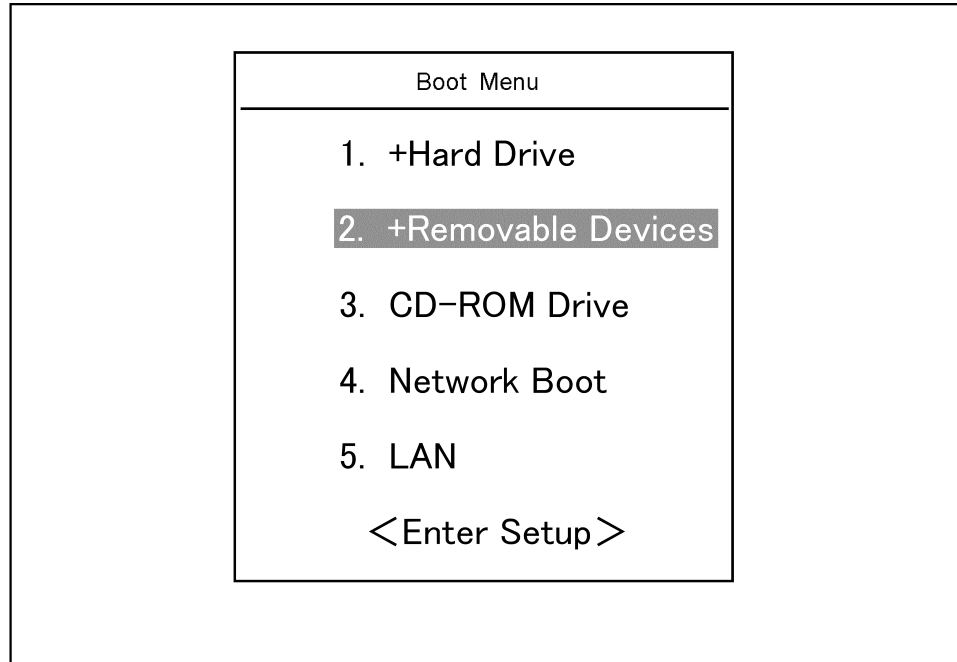 Boot Menu
1. +Hard Drive
2. +Removable Devices
3. CD-ROM Drive
4. Network Boot
5. LAN
<Enter Setup>